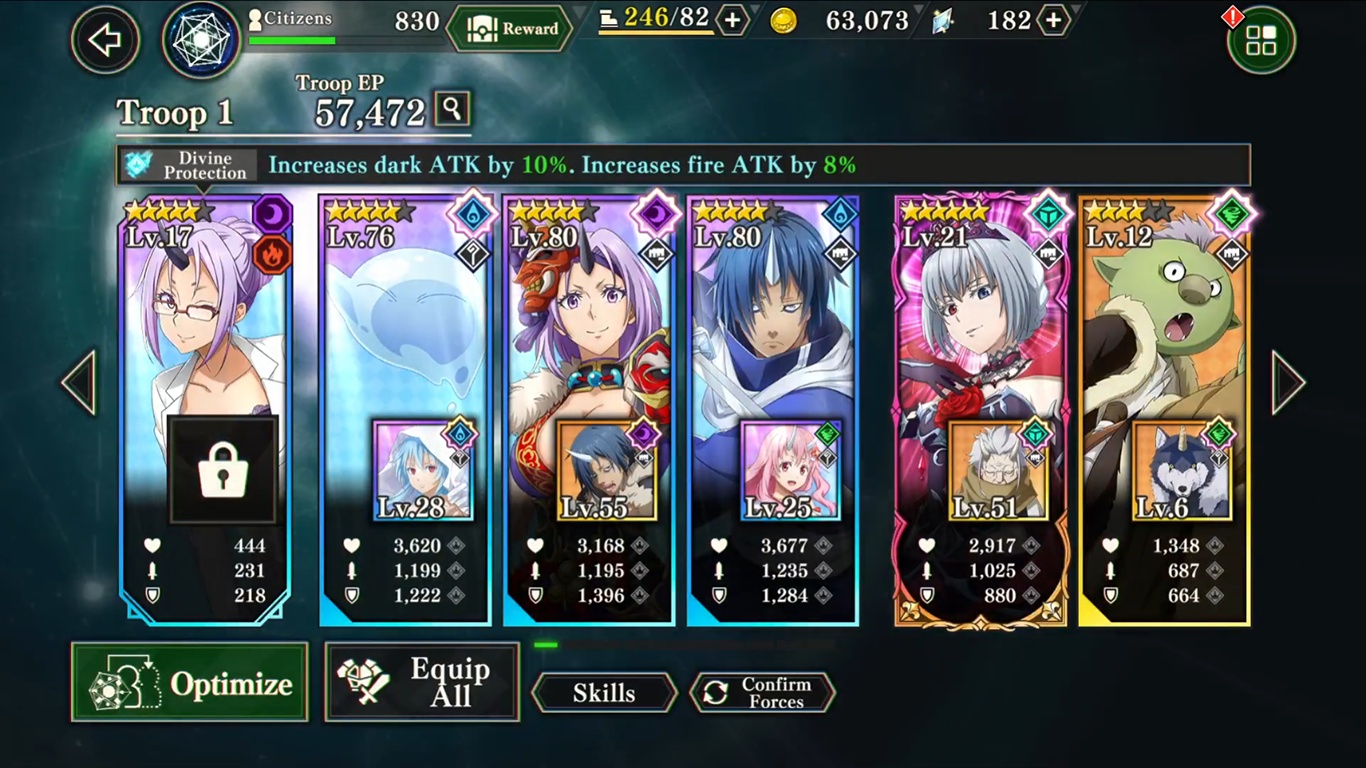 Citizens 830
Reward
246/82
63,073
182
Troop 1
Troop EP
57,472
Divine
Protection
Increases dark ATK by 10%. Increases fire ATK by 8%
Lv.17
444
231
218
Lv.76
?
Lv.28
3,620
1,199
1,222
Lv.80
Lv.55
3,168
1,195
1,396
Lv.80
Lv.25
3,677
1,235
1,284
Lv.21
Lv.51
2,917
1,025
880
Lv.12
Lv.6
1,348
687
664
Optimize
Equip
All
Skills
Confirm
Forces